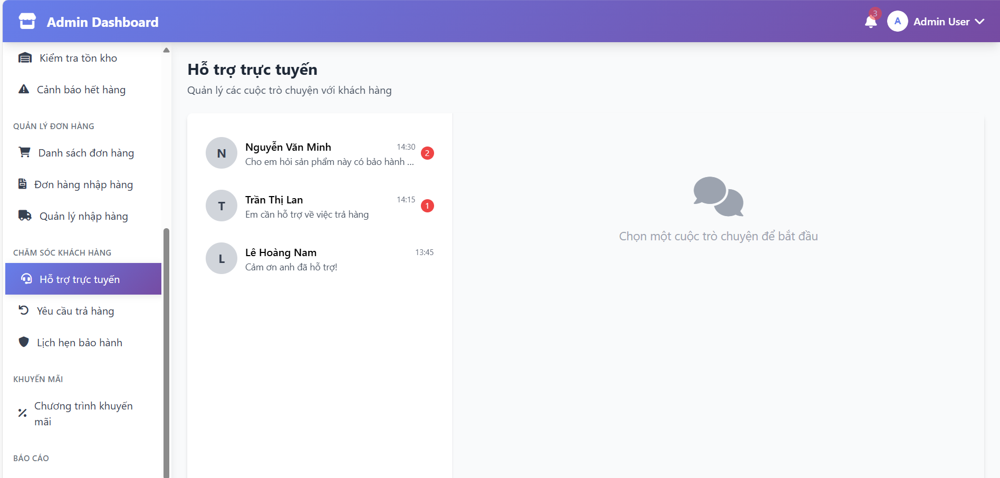 Admin Dashboard
3
A
Admin User
Kiểm tra tồn kho
Cảnh báo hết hàng
QUẢN LÝ ĐƠN HÀNG
Danh sách đơn hàng
Đơn hàng nhập hàng
Quản lý nhập hàng
CHĂM SÓC KHÁCH HÀNG
Hỗ trợ trực tuyến
Yêu cầu trả hàng
Lịch hẹn bảo hành
KHUYẾN MÃI
Chương trình khuyến
mãi
BÁO CÁO
Hỗ trợ trực tuyến
Quản lý các cuộc trò chuyện với khách hàng
N
Nguyễn Văn Minh
14:30
Cho em hỏi sản phẩm này có bảo hành ...
2
T
Trần Thị Lan
14:15
Em cần hỗ trợ về việc trả hàng
1
L
Lê Hoàng Nam
13:45
Cảm ơn anh đã hỗ trợ!
Chọn một cuộc trò chuyện để bắt đầu